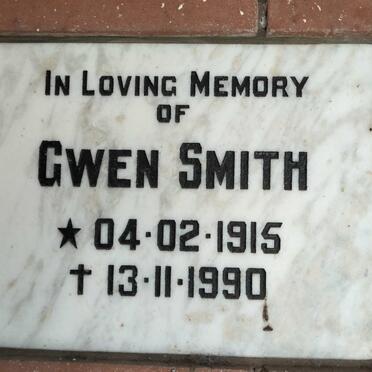 In Loving Memory
of
Gwen Smith
★ 04·02·1915
✝ 13·11·1990